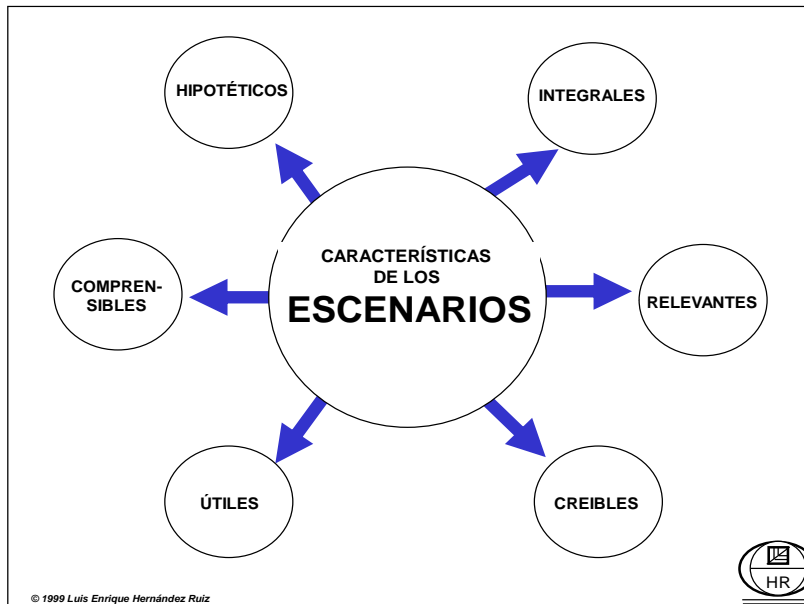 HIPOTÉTICOS
INTEGRALES
CARACTERÍSTICAS
DE LOS
ESCENARIOS
COMPREN-
SIBLES
RELEVANTES
ÚTILES
CREIBLES
HR
© 1999 Luis Enrique Hernández Ruiz